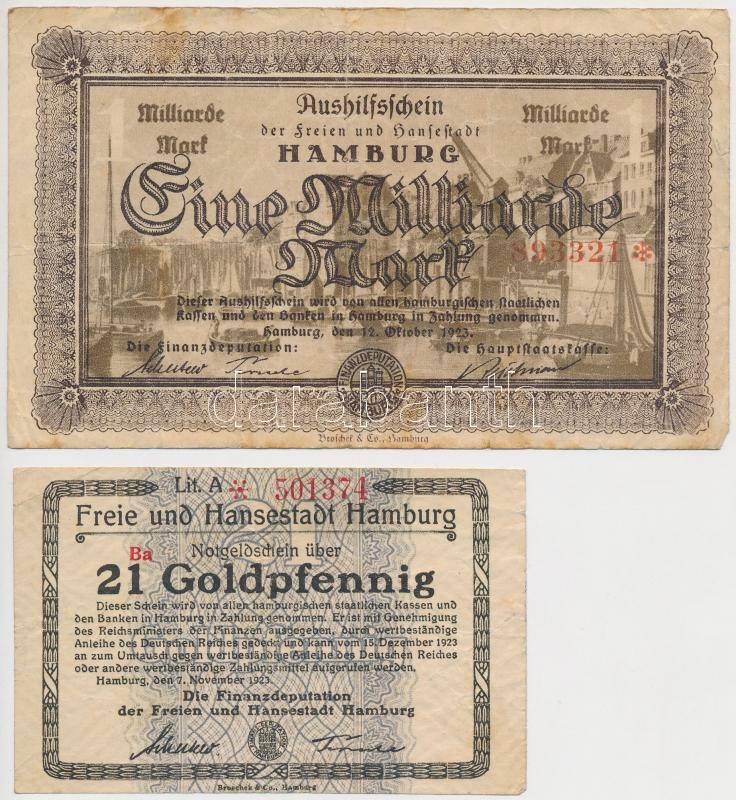 Milliarde Mark
Aushilfsschein
der Freien und Hansestadt
HAMBURG
Milliarde Mark
Eine Milliarde
Mark
893321 *
Dieser Aushilfsschein wird von allen hamburgischen staatlichen
Kassen und den Banken in Hamburg in Zahlung genommen.
Hamburg, den 12. Oktober 1923.
Die Finanzdeputation:
Die Hauptstaatskasse:
FINANZDEPUTATION HAMBURG
Broschek & Co., Hamburg
darabanth
Lit. A * 501374
Freie und Hansestadt Hamburg
Ba Notgeldschein über
21 Goldpfennig
Dieser Schein wird von allen hamburgischen staatlichen Kassen und
den Banken in Hamburg in Zahlung genommen. Er ist mit Genehmigung
des Reichsministers der Finanzen ausgegeben, durch wertbeständige
Anleihe des Deutschen Reiches gedeckt und kann vom 15. Dezember 1923
an zum Umtausch gegen wertbeständige Anleihe des Deutschen Reiches
oder andere wertbeständige Zahlungsmittel aufgerufen werden.
Hamburg, den 7. November 1923.
Die Finanzdeputation
der Freien und Hansestadt Hamburg
Broschek & Co., Hamburg